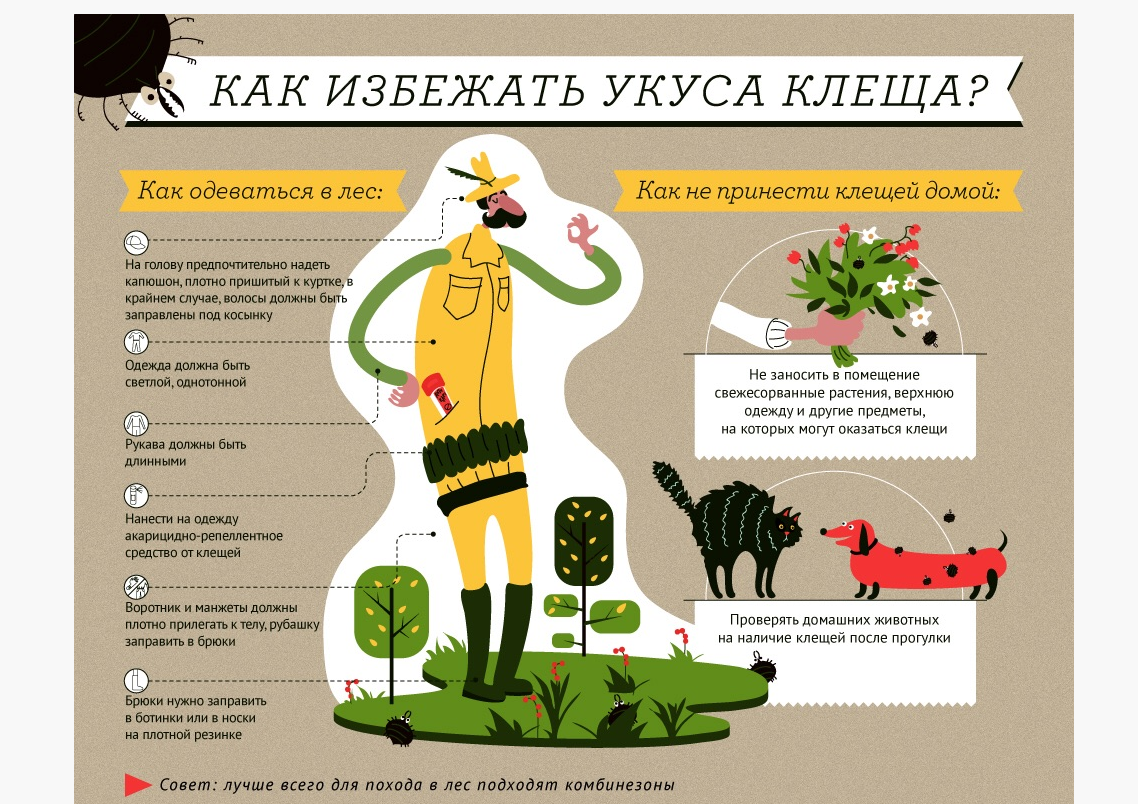 КАК ИЗБЕЖАТЬ УКУСА КЛЕЩА?
Как одеваться в лес:
На голову предпочтительно надеть
капюшон, плотно пришитый к куртке, в
крайнем случае, волосы должны быть
заправлены под косынку
Одежда должна быть
светлой, однотонной
Рукава должны быть
длинными
Нанести на одежду
акарицидно-репеллентное
средство от клещей
Воротник и манжеты должны
плотно прилегать к телу, рубашку
заправить в брюки
Брюки нужно заправить
в ботинки или в носки
на плотной резинке
Как не принести клещей домой:
Не заносить в помещение
свежесорванные растения, верхнюю
одежду и другие предметы,
на которых могут оказаться клещи
Проверять домашних животных
на наличие клещей после прогулки
Совет: лучше всего для похода в лес подходят комбинезоны